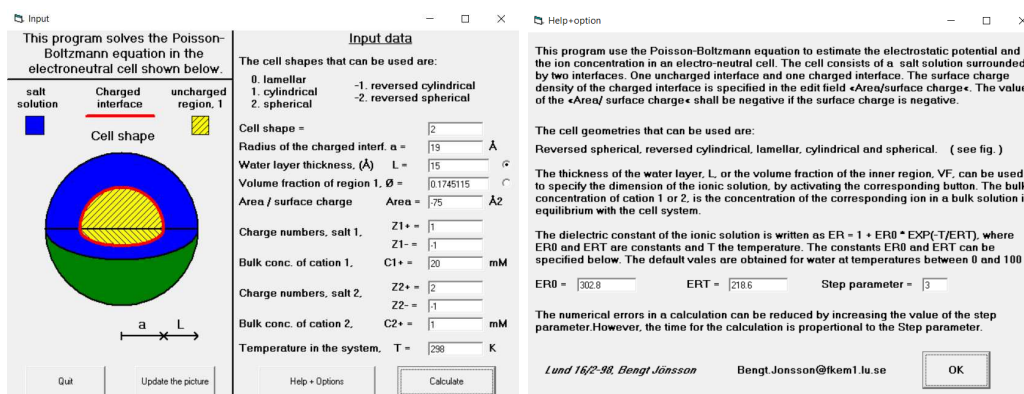 Input
This program solves the Poisson-
Boltzmann equation in the
electroneutral cell shown below.
salt
solution
Charged
interface
uncharged
region, 1
Cell shape
a
L
Quit
Update the picture
Input data
The cell shapes that can be used are:
0. lamellar
1. cylindrical
2. spherical
-1. reversed cylindrical
-2. reversed spherical
Cell shape = 2
Radius of the charged interf. a = 19 Å
Water layer thickness, (Å) L = 15
Volume fraction of region 1, Ø = 0.1745115
Area / surface charge Area = -75 Å2
Charge numbers, salt 1, Z1+ = 1
Z1- = -1
Bulk conc. of cation 1, C1+ = 20 mM
Charge numbers, salt 2, Z2+ = 2
Z2- = -1
Bulk conc. of cation 2, C2+ = 1 mM
Temperature in the system, T = 298 K
Help + Options
Calculate
Help+option
This program use the Poisson-Boltzmann equation to estimate the electrostatic potential and
the ion concentration in an electro-neutral cell. The cell consists of a salt solution surrounded
by two interfaces. One uncharged interface and one charged interface. The surface charge
density of the charged interface is specified in the edit field <Area/surface charge<. The value
of the <Area/ surface charge< shall be negative if the surface charge is negative.
The cell geometries that can be used are:
Reversed spherical, reversed cylindrical, lamellar, cylindrical and spherical. ( see fig. )
The thickness of the water layer, L, or the volume fraction of the inner region, VF, can be used
to specify the dimension of the ionic solution, by activating the corresponding button. The bulk
concentration of cation 1 or 2, is the concentration of the corresponding ion in a bulk solution i
equilibrium with the cell system.
The dielectric constant of the ionic solution is written as ER = 1 + ER0 * EXP(-T/ERT), where
ER0 and ERT are constants and T the temperature. The constants ER0 and ERT can be
specified below. The default vales are obtained for water at temperatures between 0 and 100
ER0 = 302.8 ERT = 218.6 Step parameter = 3
The numerical errors in a calculation can be reduced by increasing the value of the step
parameter.However, the time for the calculation is propertional to the Step parameter.
Lund 16/2-98, Bengt Jönsson Bengt.Jonsson@fkem1.lu.se OK